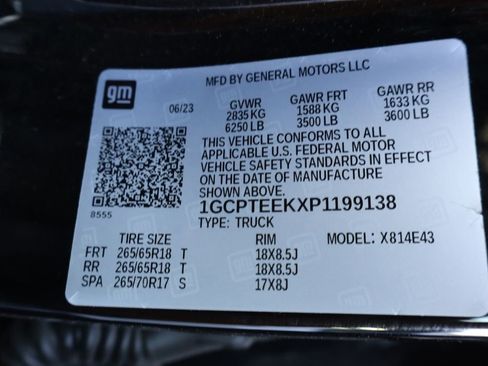 gm
MFD BY GENERAL MOTORS LLC
06/23 GVWR GAWR FRT GAWR RR
2835 KG 1588 KG 1633 KG
6250 LB 3500 LB 3600 LB
THIS VEHICLE CONFORMS TO ALL
APPLICABLE U.S. FEDERAL MOTOR
VEHICLE SAFETY STANDARDS IN EFFECT
ON THE DATE OF MANUFACTURE
SHOWN ABOVE.
8555
1GCPTEEKXP1199138
TYPE: TRUCK
TIRE SIZE RIM MODEL: X814E43
FRT 265/65R18 T 18X8.5J
RR 265/65R18 T 18X8.5J
SPA 265/70R17 S 17X8J